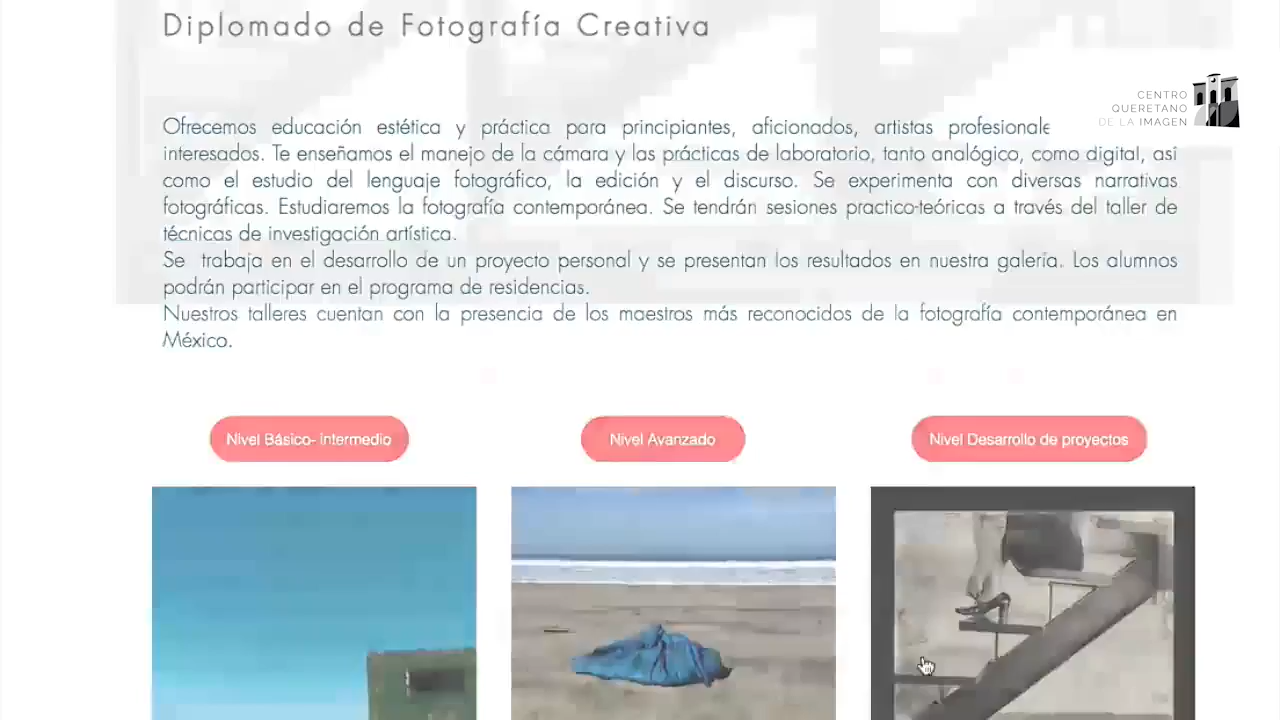 Diplomado de Fotografía Creativa
CENTRO
QUERETANO
DE LA IMAGEN
Ofrecemos educación estética y práctica para principiantes, aficionados, artistas profesionale
interesados. Te enseñamos el manejo de la cámara y las prácticas de laboratorio, tanto analógico, como digital, así
como el estudio del lenguaje fotográfico, la edición y el discurso. Se experimenta con diversas narrativas
fotográficas. Estudiaremos la fotografía contemporánea. Se tendrán sesiones practico-teóricas a través del taller de
técnicas de investigación artística.
Se trabaja en el desarrollo de un proyecto personal y se presentan los resultados en nuestra galería. Los alumnos
podrán participar en el programa de residencias.
Nuestros talleres cuentan con la presencia de los maestros más reconocidos de la fotografía contemporánea en
México.
Nivel Básico- intermedio
Nivel Avanzado
Nivel Desarrollo de proyectos